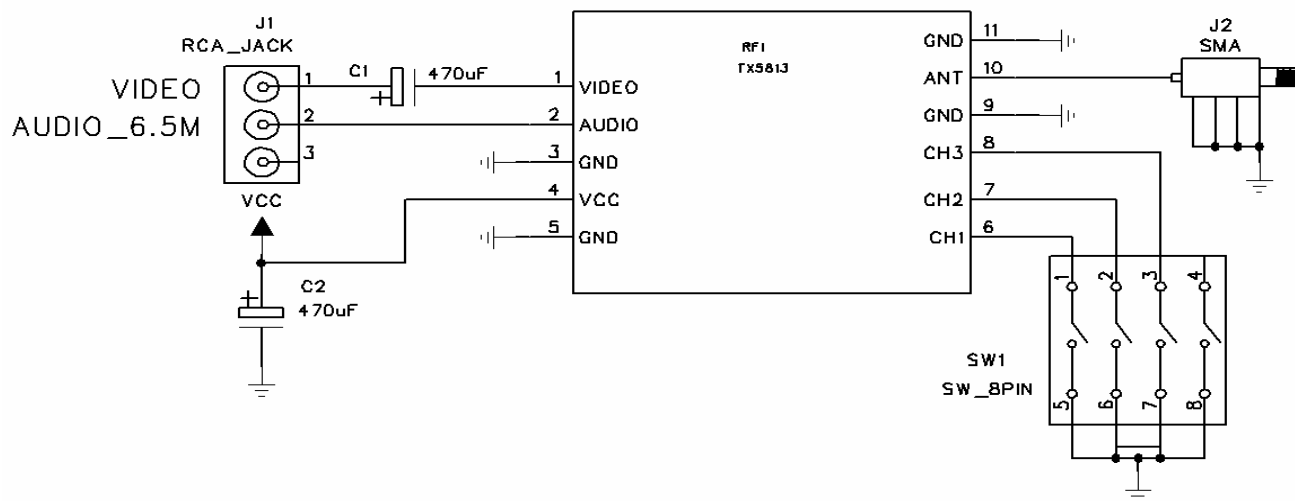 J1
RCA_JACK
VIDEO
AUDIO_6.5M
1
2
3
C1
+
470uF
VCC
+
C2
470uF
RF1
TX5813
1 VIDEO
2 AUDIO
3 GND
4 VCC
5 GND
GND 11
ANT 10
GND 9
CH3 8
CH2 7
CH1 6
J2
SMA
1 2 3 4
SW1
SW_8PIN
5 6 7 8